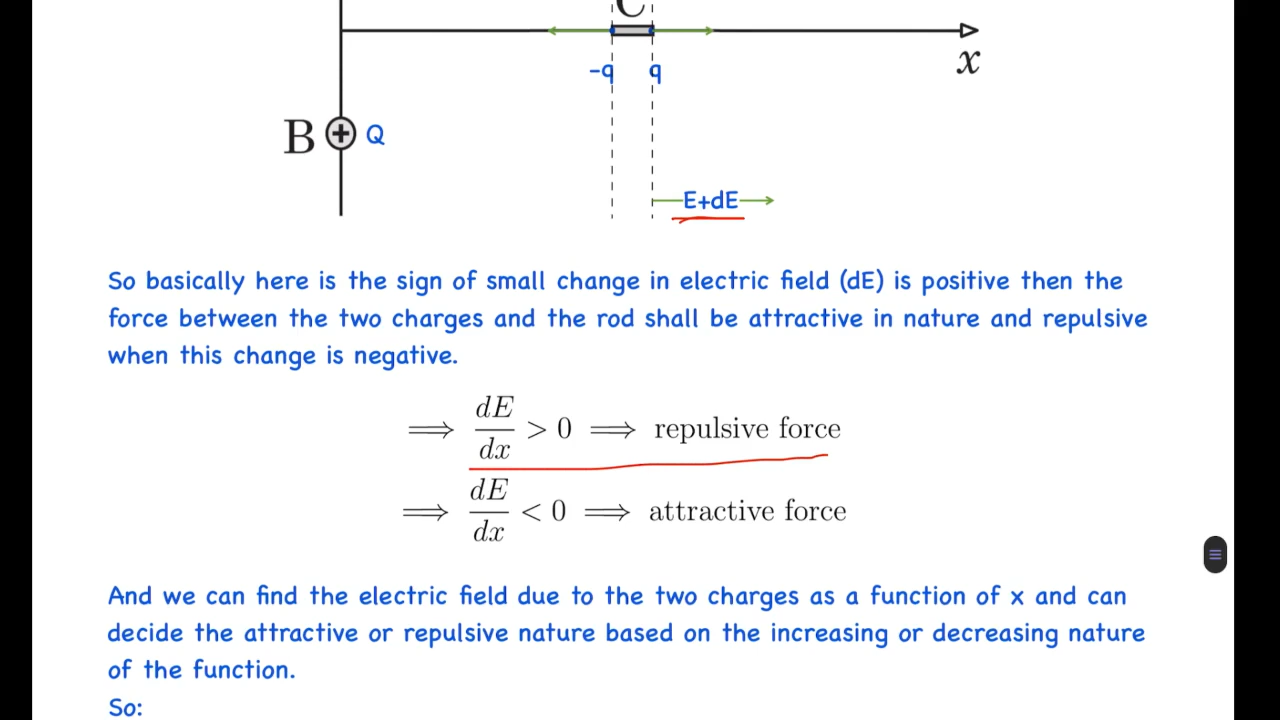 C
x
-q q
B + Q
E+dE
So basically here is the sign of small change in electric field (dE) is positive then the
force between the two charges and the rod shall be attractive in nature and repulsive
when this change is negative.
⟹ dE/dx > 0 ⟹ repulsive force
⟹ dE/dx < 0 ⟹ attractive force
And we can find the electric field due to the two charges as a function of x and can
decide the attractive or repulsive nature based on the increasing or decreasing nature
of the function.
So: